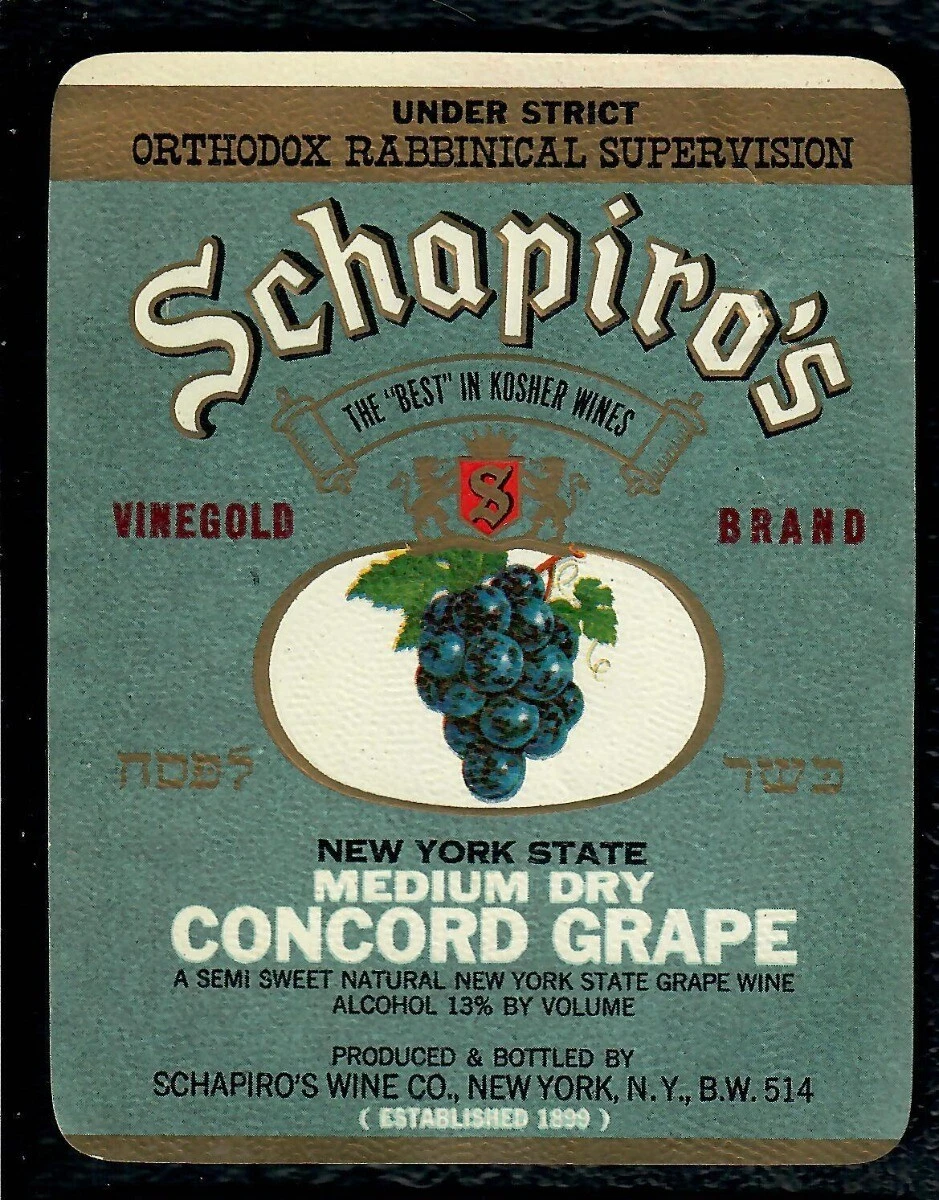 UNDER STRICT
ORTHODOX RABBINICAL SUPERVISION
Schapiro's
THE "BEST" IN KOSHER WINES
S
VINEGOLD BRAND
כשר לפסח
NEW YORK STATE
MEDIUM DRY
CONCORD GRAPE
A SEMI SWEET NATURAL NEW YORK STATE GRAPE WINE
ALCOHOL 13% BY VOLUME
PRODUCED & BOTTLED BY
SCHAPIRO'S WINE CO., NEW YORK, N.Y., B.W. 514
( ESTABLISHED 1899 )